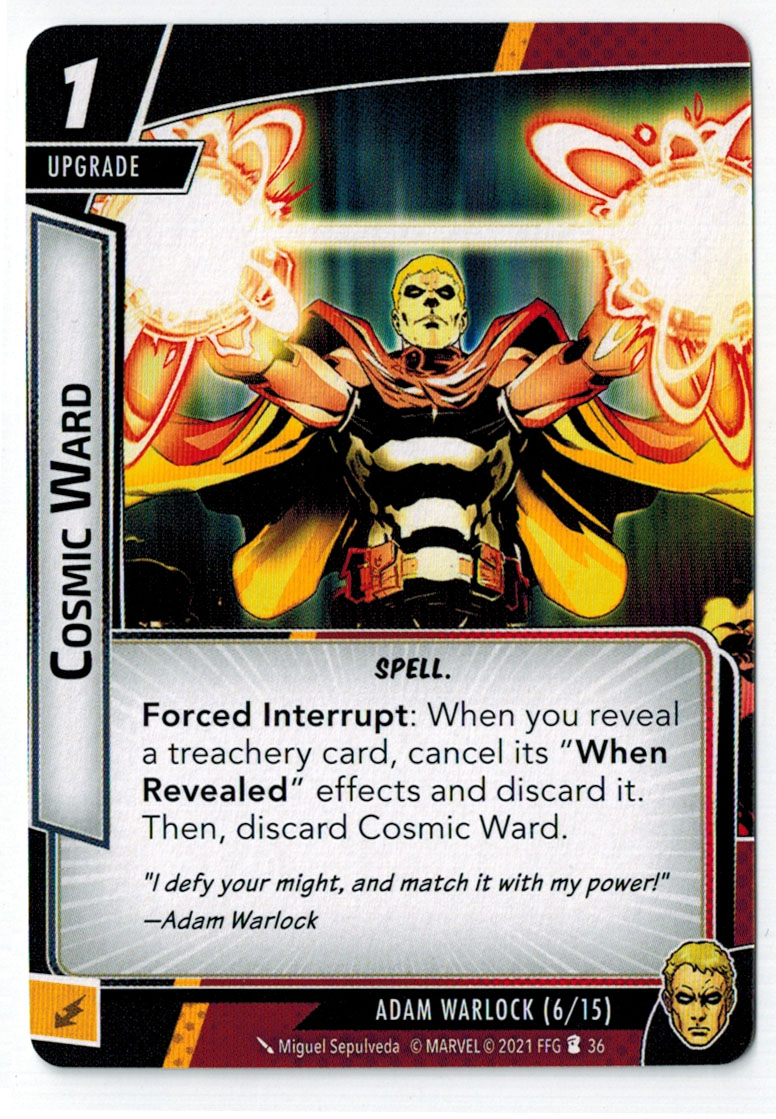 1
UPGRADE
COSMIC WARD
SPELL.
Forced Interrupt: When you reveal
a treachery card, cancel its "When
Revealed" effects and discard it.
Then, discard Cosmic Ward.
"I defy your might, and match it with my power!"
—Adam Warlock
ADAM WARLOCK (6/15)
Miguel Sepulveda © MARVEL © 2021 FFG 36